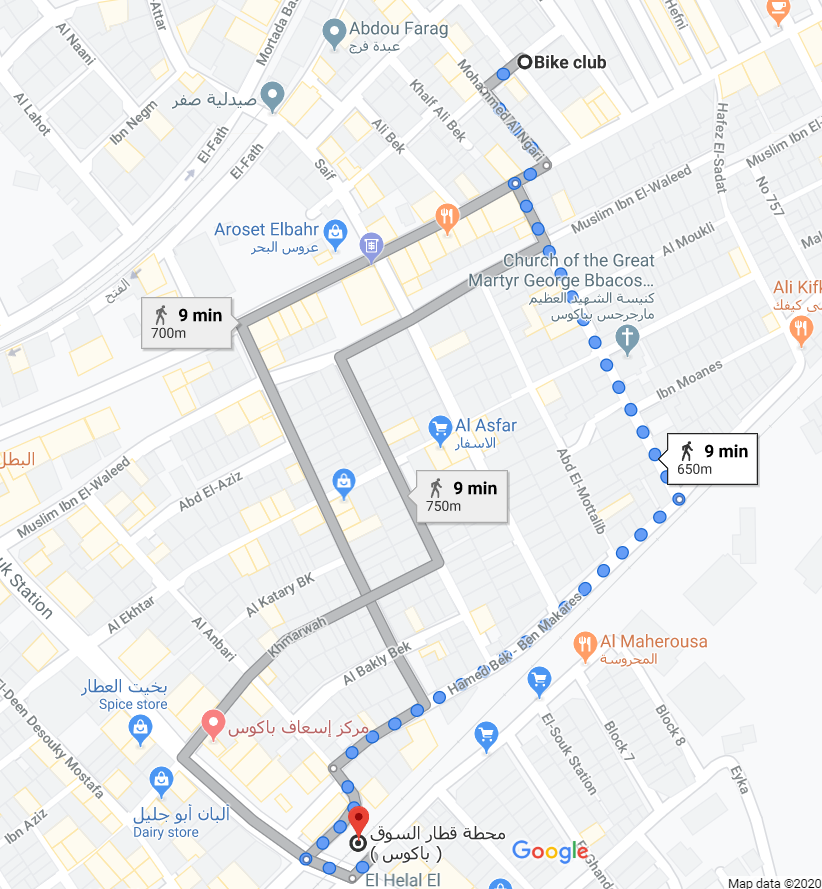 Hefni
Attar
Al Naani
Mortada Ba
Abdou Farag
عبدة فرج
Bike club
Mohammed Al Ngari
Khalf Ali Bek
صيدلية صفر
Al Lahot
Ibn Negm
Ali Bek
El-Fath
El-Fath
Saif
Hafez El-Sadat
Muslim Ibn El-
No 757
Muslim Ibn El-Waleed
Aroset Elbahr
عروس البحر
Al Moukli
Church of the Great
Martyr George Bbacos...
كنيسة الشهيد العظيم
مارجرجس بباكوس
الفتح
Ali Kifk
9 min
700m
Ibn Moanes
Al Asfar
الاسفار
البطل
Muslim Ibn El-Waleed
Abd El-Aziz
9 min
650m
Abd El-Mottalib
9 min
750m
uk Station
Al Ekhtar
Al Katary BK
Al Anbari
Khmarwah
Al Bakly Bek
Hamed Bek - Ben Makares
Al Maherousa
المحروسة
El-Deen Desouky Mostafa
بخيت العطار
Spice store
مركز إسعاف باكوس
El-Souk Station
Block 7
Block 8
Eyka
Ibn Aziz
ألبان أبو جليل
Dairy store
محطة قطار السوق
( باكوس )
Google
El Helal El
El Ghand
Map data ©2020